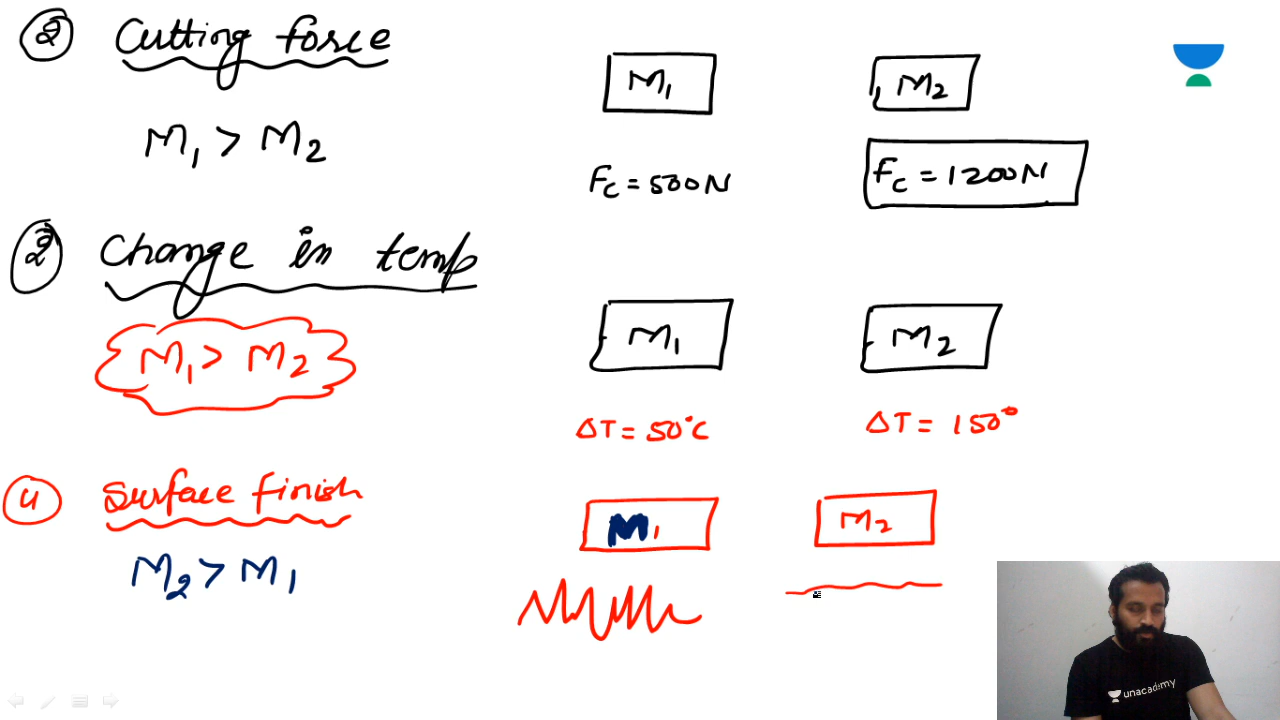 ② Cutting force
M₁ > M₂
M₁
M₂
Fc = 500N
Fc = 1200N
Change in temp
M₁ > M₂
M₁
M₂
ΔT = 50°C
ΔT = 150°
④ Surface finish
M₂ > M₁
M₁
M₂
unacademy